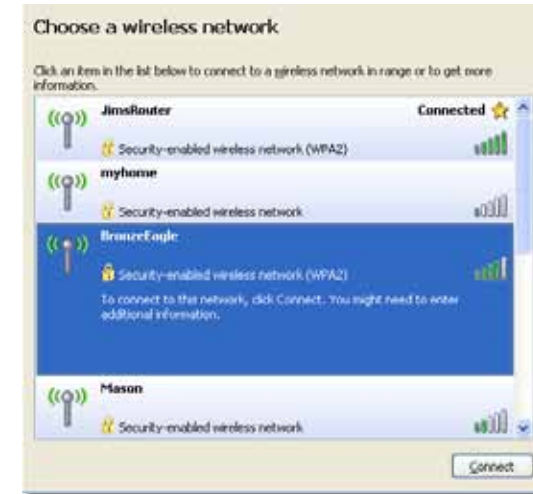 Choose a wireless network
Click an item in the list below to connect to a wireless network in range or to get more
information.
JimsRouter Connected
Security-enabled wireless network (WPA2)
myhome
Security-enabled wireless network
BronzeEagle
Security-enabled wireless network (WPA2)
To connect to this network, click Connect. You might need to enter
additional information.
Mason
Security-enabled wireless network
Connect